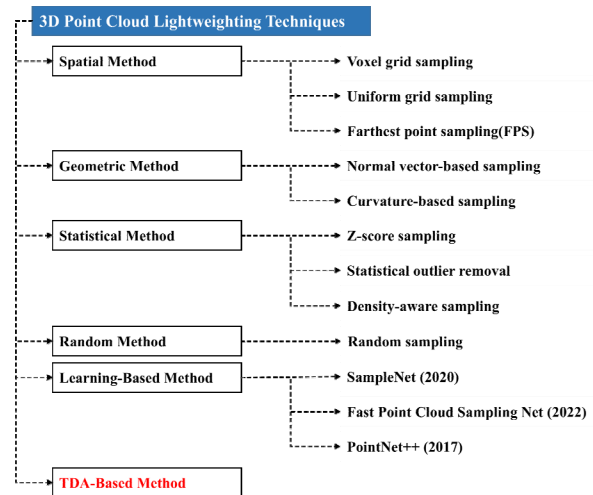 3D Point Cloud Lightweighting Techniques
Spatial Method
Voxel grid sampling
Uniform grid sampling
Farthest point sampling(FPS)
Geometric Method
Normal vector-based sampling
Curvature-based sampling
Statistical Method
Z-score sampling
Statistical outlier removal
Density-aware sampling
Random Method
Random sampling
Learning-Based Method
SampleNet (2020)
Fast Point Cloud Sampling Net (2022)
PointNet++ (2017)
TDA-Based Method